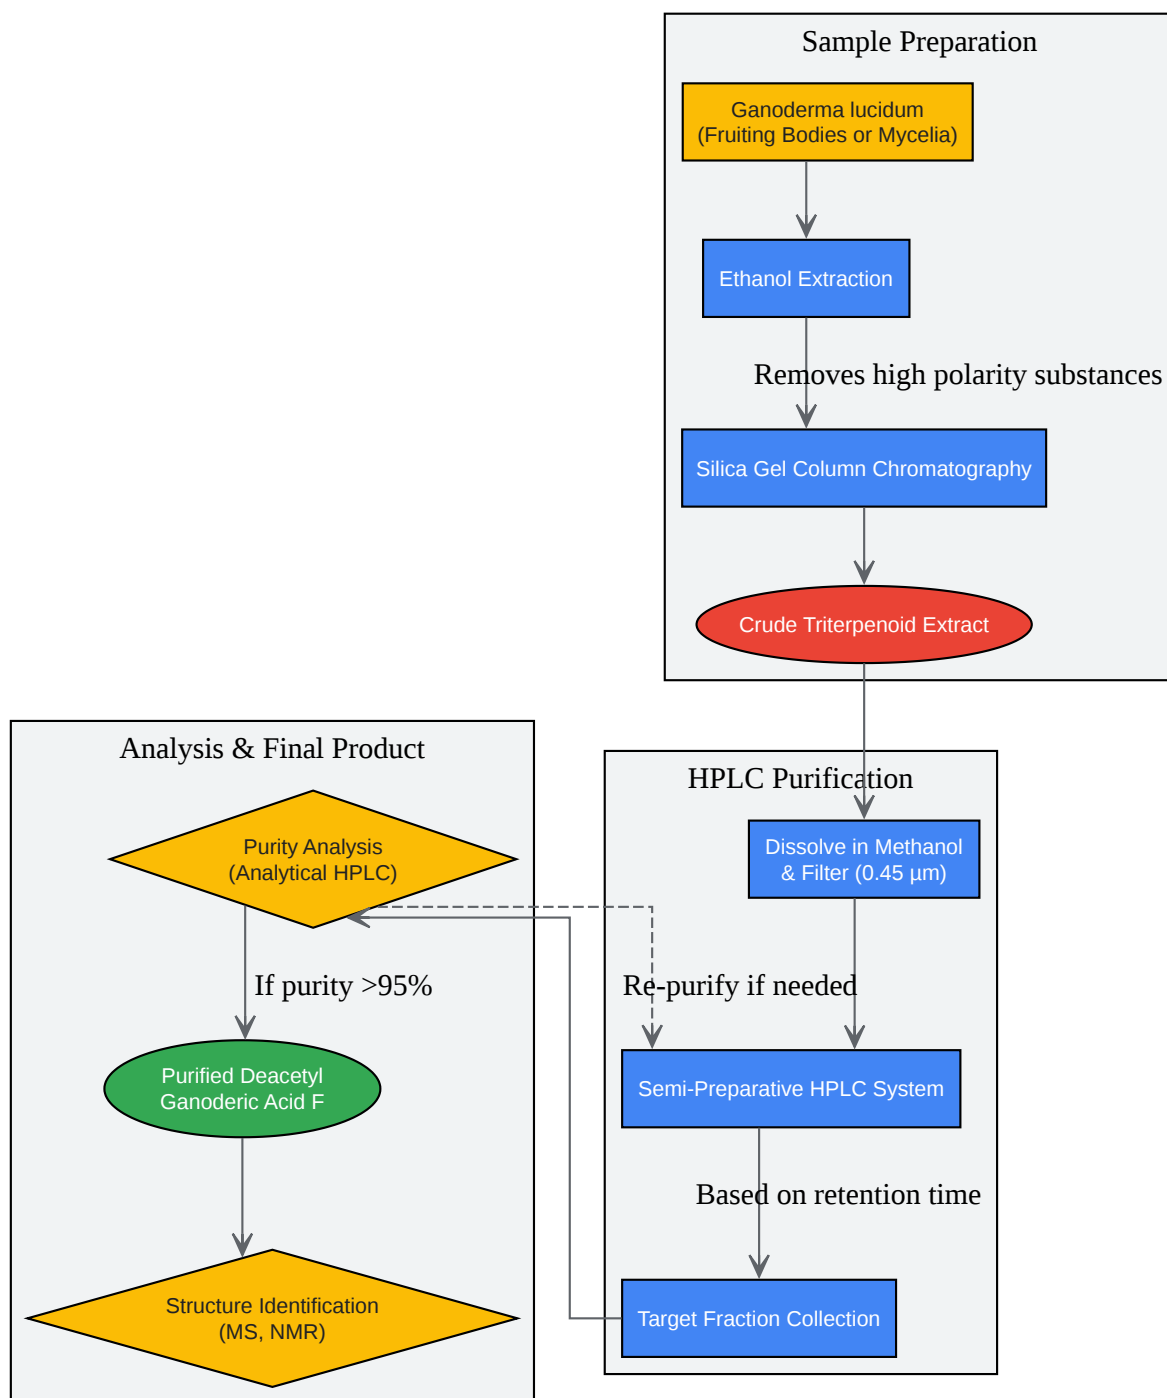 Sample Preparation
Ganoderma lucidum
(Fruiting Bodies or Mycelia)
Ethanol Extraction
Removes high polarity substances
Silica Gel Column Chromatography
Crude Triterpenoid Extract
HPLC Purification
Dissolve in Methanol
& Filter (0.45 µm)
Re-purify if needed
Semi-Preparative HPLC System
Based on retention time
Target Fraction Collection
Analysis & Final Product
Purity Analysis
(Analytical HPLC)
If purity >95%
Purified Deacetyl
Ganoderic Acid F
Structure Identification
(MS, NMR)